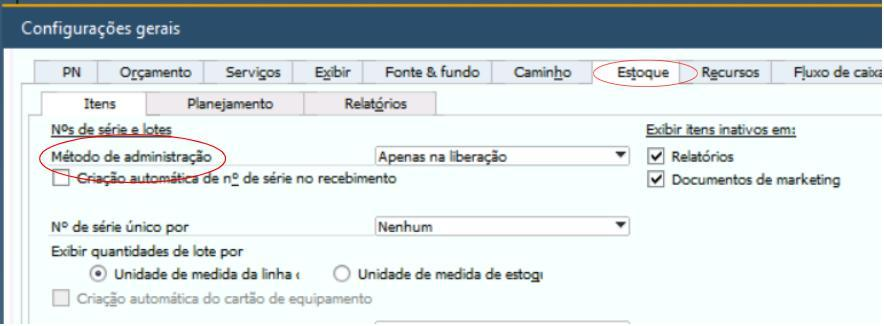 Configurações gerais
PN Orçamento Serviços Exibir Fonte & fundo Caminho Estoque Recursos Fluxo de caixa
Itens Planejamento Relatórios
Nºs de série e lotes Exibir itens inativos em:
Método de administração Apenas na liberação Relatórios
Criação automática de nº de série no recebimento Documentos de marketing
Nº de série único por Nenhum
Exibir quantidades de lote por
Unidade de medida da linha Unidade de medida de
Criação automática do cartão de equipamento